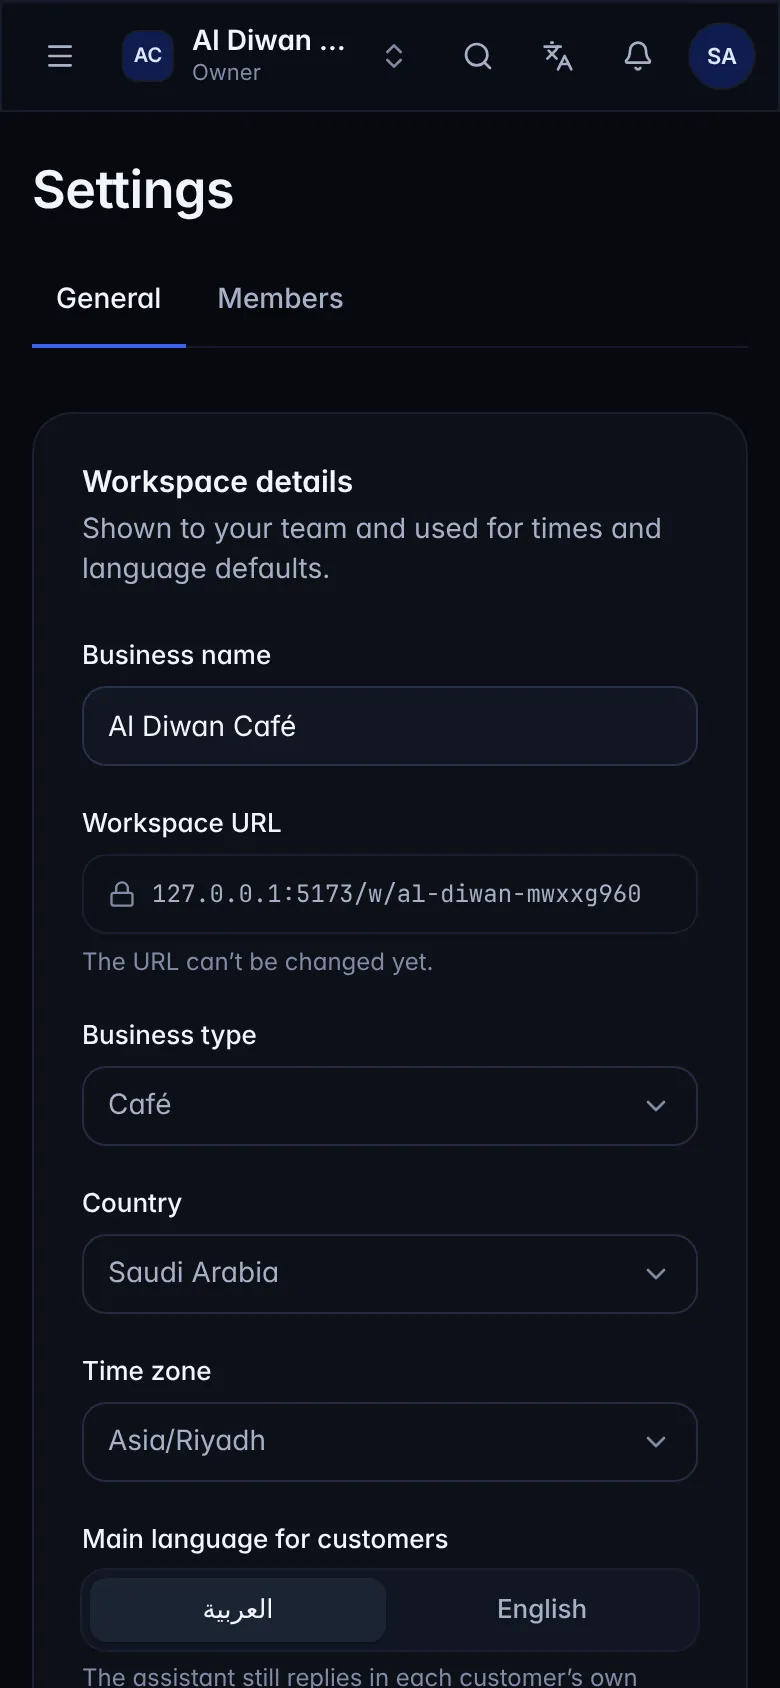 AC
Al Diwan ...
Owner
SA
Settings
General
Members
Workspace details
Shown to your team and used for times and
language defaults.
Business name
Al Diwan Café
Workspace URL
127.0.0.1:5173/w/al-diwan-mwxxg960
The URL can’t be changed yet.
Business type
Café
Country
Saudi Arabia
Time zone
Asia/Riyadh
Main language for customers
العربية
English
The assistant still replies in each customer’s own